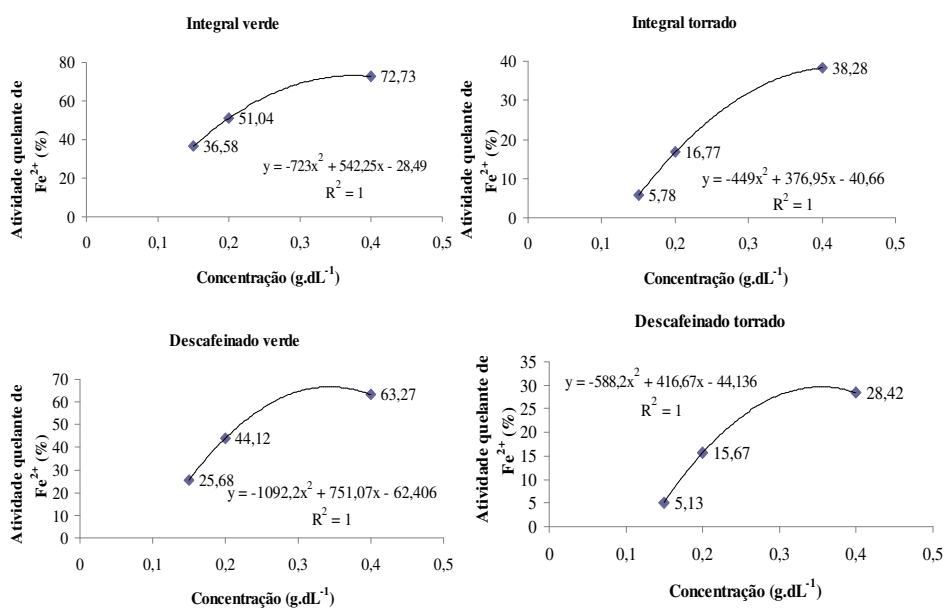 Integral verde
Atividade quelante de
Fe²⁺ (%)
80
60
40
20
0
72,73
51,04
36,58
y = -723x² + 542,25x - 28,49
R² = 1
0 0,1 0,2 0,3 0,4 0,5
Concentração (g.dL⁻¹)
Integral torrado
Atividade quelante de
Fe²⁺ (%)
40
30
20
10
0
38,28
16,77
5,78
y = -449x² + 376,95x - 40,66
R² = 1
0 0,1 0,2 0,3 0,4 0,5
Concentração (g.dL⁻¹)
Descafeinado verde
Atividade quelante de
Fe²⁺ (%)
70
60
50
40
30
20
10
0
63,27
44,12
25,68
y = -1092,2x² + 751,07x - 62,406
R² = 1
0 0,1 0,2 0,3 0,4 0,5
Concentração (g.dL⁻¹)
Descafeinado torrado
Atividade quelante de
Fe²⁺ (%)
35
30
25
20
15
10
5
0
y = -588,2x² + 416,67x - 44,136
R² = 1
28,42
15,67
5,13
0 0,1 0,2 0,3 0,4 0,5
Concentração (g.dL⁻¹)